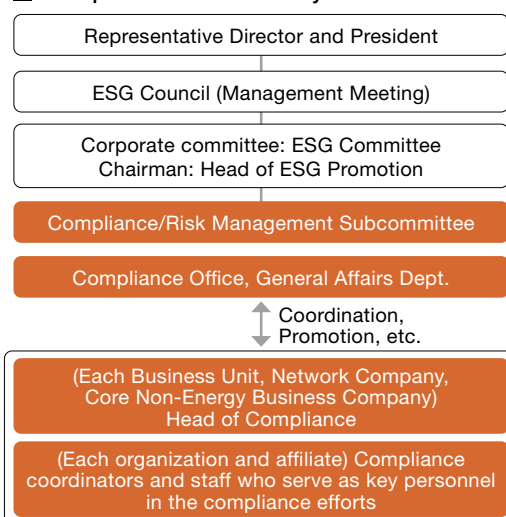 Representative Director and President
ESG Council (Management Meeting)
Corporate committee: ESG Committee
Chairman: Head of ESG Promotion
Compliance/Risk Management Subcommittee
Compliance Office, General Affairs Dept.
Coordination,
Promotion, etc.
(Each Business Unit, Network Company,
Core Non-Energy Business Company)
Head of Compliance
(Each organization and affiliate) Compliance
coordinators and staff who serve as key personnel
in the compliance efforts